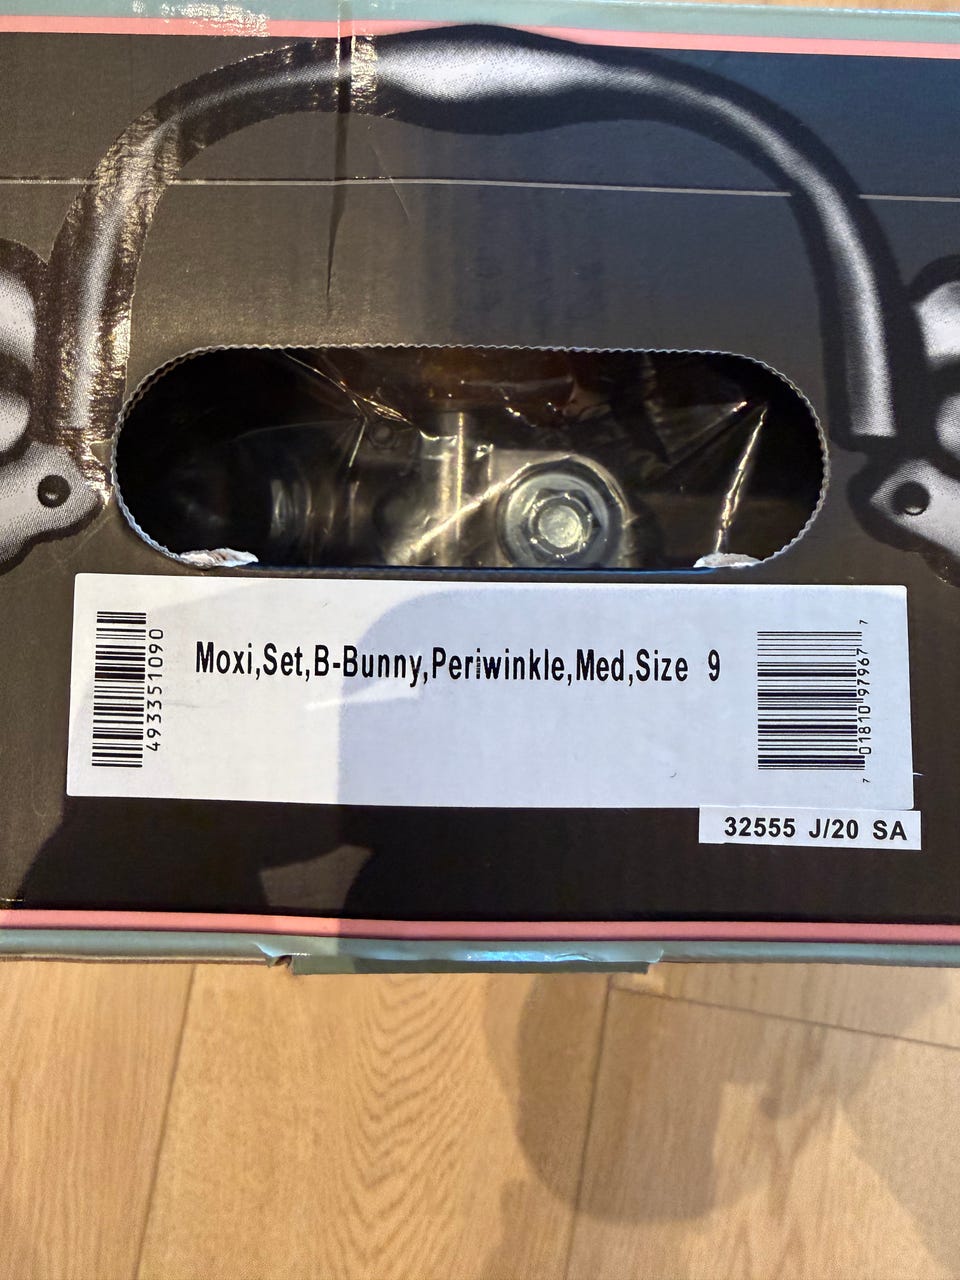 4933351090
Moxi,Set,B-Bunny,Periwinkle,Med,Size 9
7 01810 97967 7
32555 J/20 SA